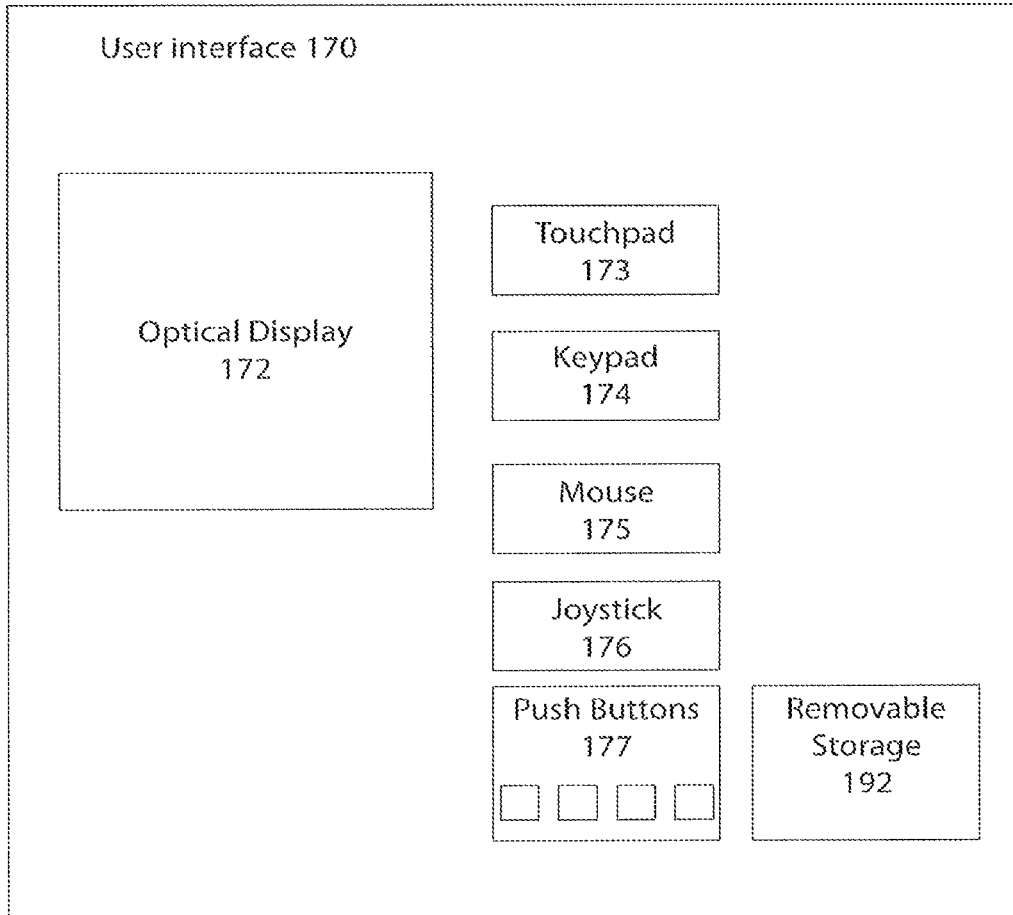 User interface 170
Optical Display
172
Touchpad
173
Keypad
174
Mouse
175
Joystick
176
Push Buttons
177
Removable
Storage
192